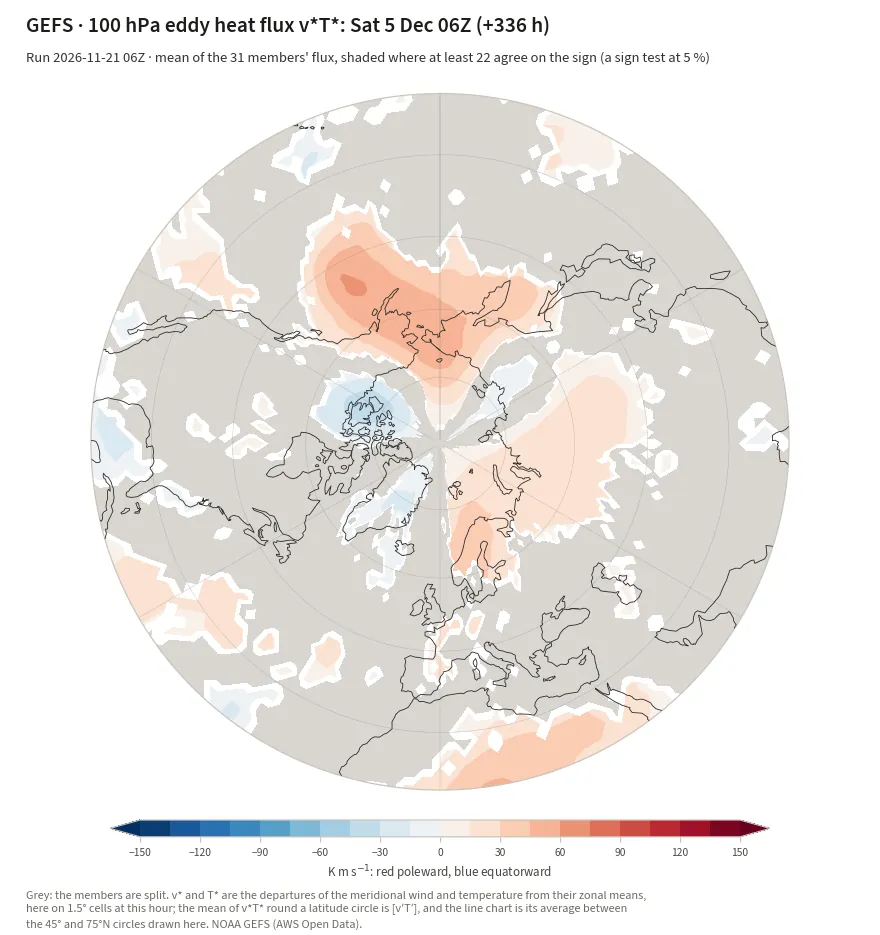 GEFS · 100 hPa eddy heat flux v*T*: Sat 5 Dec 06Z (+336 h)
Run 2026-11-21 06Z · mean of the 31 members' flux, shaded where at least 22 agree on the sign (a sign test at 5 %)
−150 −120 −90 −60 −30 0 30 60 90 120 150
K m s⁻¹: red poleward, blue equatorward
Grey: the members are split. v* and T* are the departures of the meridional wind and temperature from their zonal means,
here on 1.5° cells at this hour; the mean of v*T* round a latitude circle is [v'T'], and the line chart is its average between
the 45° and 75°N circles drawn here. NOAA GEFS (AWS Open Data).